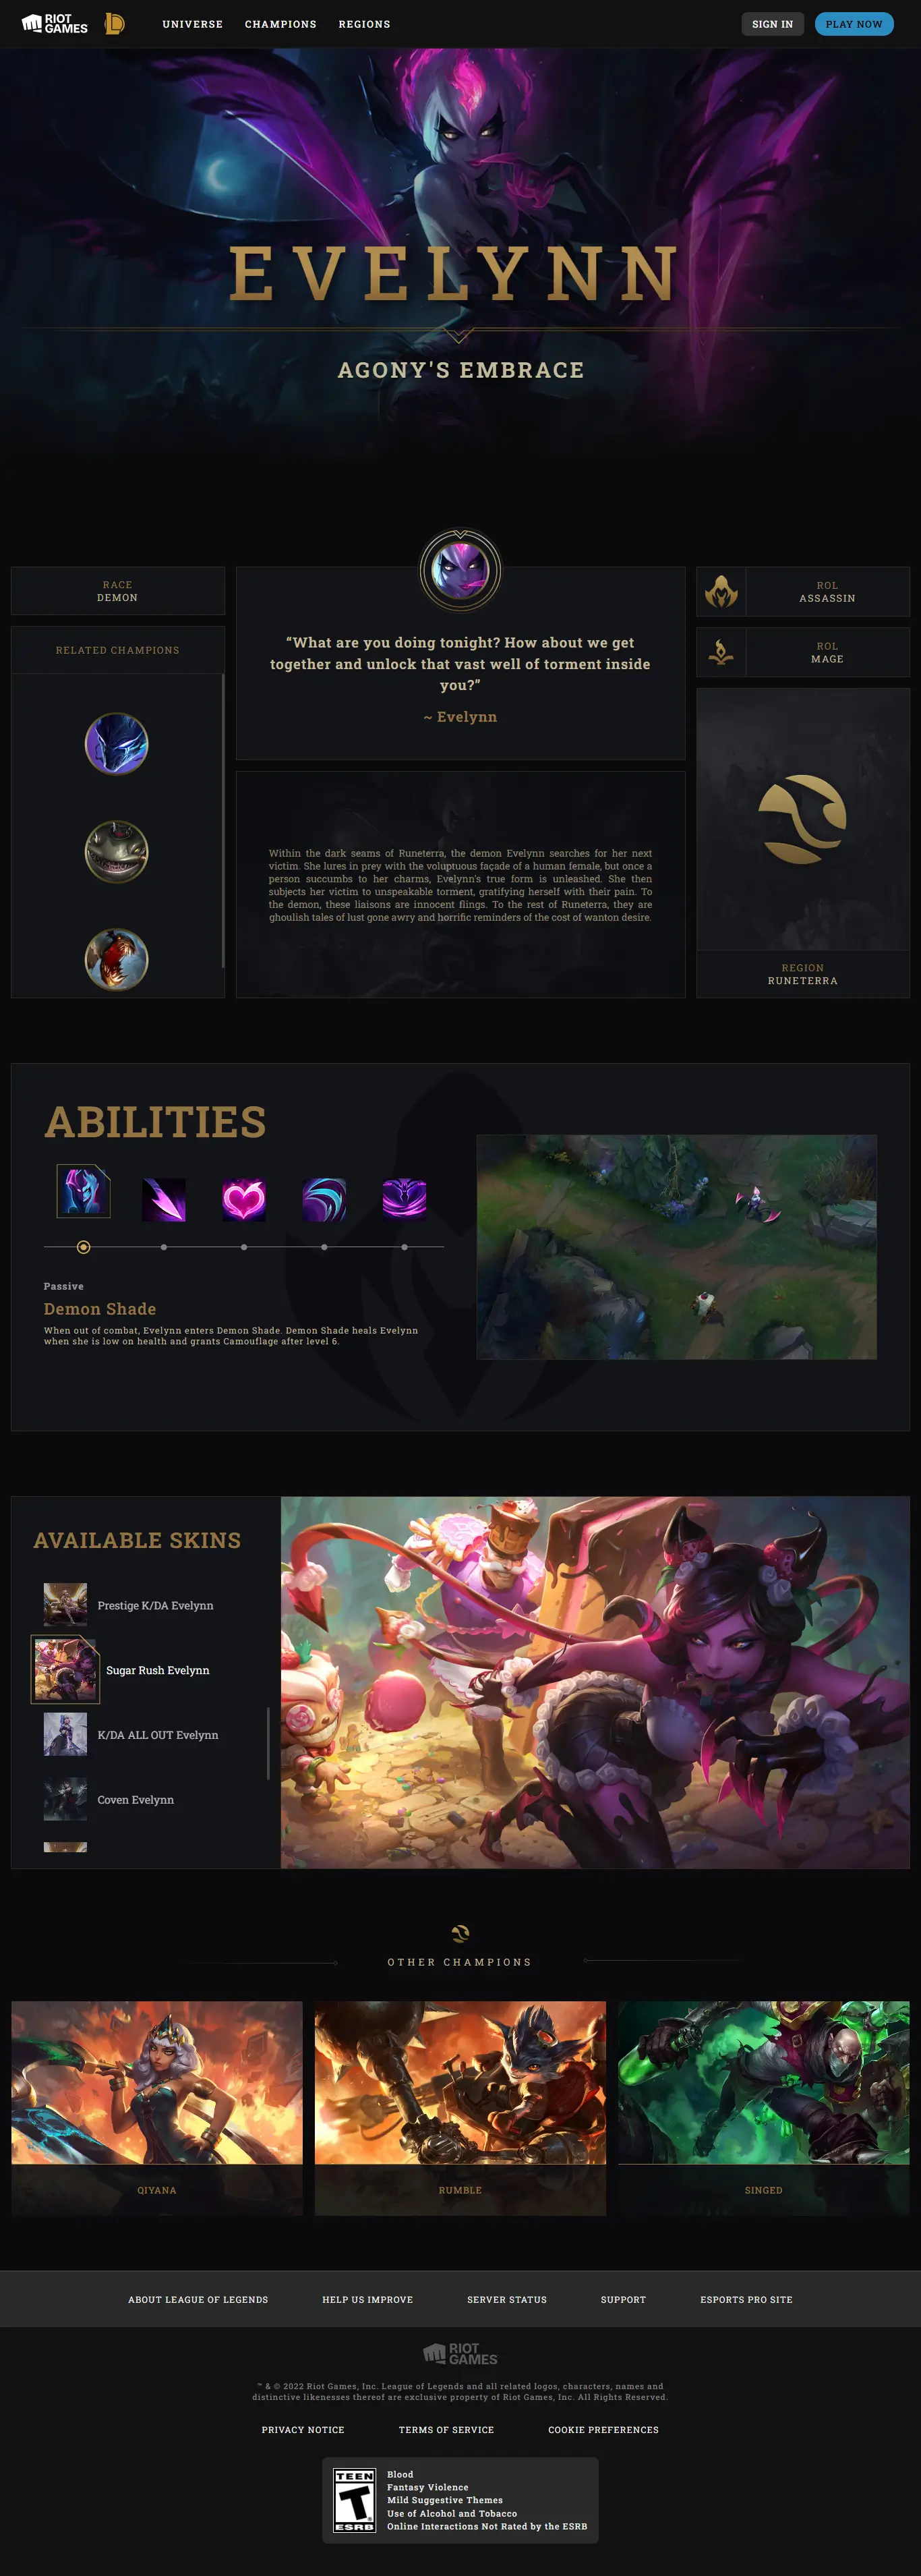 RIOT
GAMES
UNIVERSE
CHAMPIONS
REGIONS
SIGN IN
PLAY NOW
EVELYNN
AGONY'S EMBRACE
RACE
DEMON
RELATED CHAMPIONS
“What are you doing tonight? How about we get
together and unlock that vast well of torment inside
you?”
~ Evelynn
Within the dark seams of Runeterra, the demon Evelynn searches for her next
victim. She lures in prey with the voluptuous façade of a human female, but once a
person succumbs to her charms, Evelynn's true form is unleashed. She then
subjects her victim to unspeakable torment, gratifying herself with their pain. To
the demon, these liaisons are innocent flings. To the rest of Runeterra, they are
ghoulish tales of lust gone awry and horrific reminders of the cost of wanton desire.
ROL
ASSASSIN
ROL
MAGE
REGION
RUNETERRA
ABILITIES
Passive
Demon Shade
When out of combat, Evelynn enters Demon Shade. Demon Shade heals Evelynn
when she is low on health and grants Camouflage after level 6.
AVAILABLE SKINS
Prestige K/DA Evelynn
Sugar Rush Evelynn
K/DA ALL OUT Evelynn
Coven Evelynn
OTHER CHAMPIONS
QIYANA
RUMBLE
SINGED
ABOUT LEAGUE OF LEGENDS
HELP US IMPROVE
SERVER STATUS
SUPPORT
ESPORTS PRO SITE
RIOT
GAMES
™ & © 2022 Riot Games, Inc. League of Legends and all related logos, characters, names and
distinctive likenesses thereof are exclusive property of Riot Games, Inc. All Rights Reserved.
PRIVACY NOTICE
TERMS OF SERVICE
COOKIE PREFERENCES
TEEN
T
ESRB
Blood
Fantasy Violence
Mild Suggestive Themes
Use of Alcohol and Tobacco
Online Interactions Not Rated by the ESRB